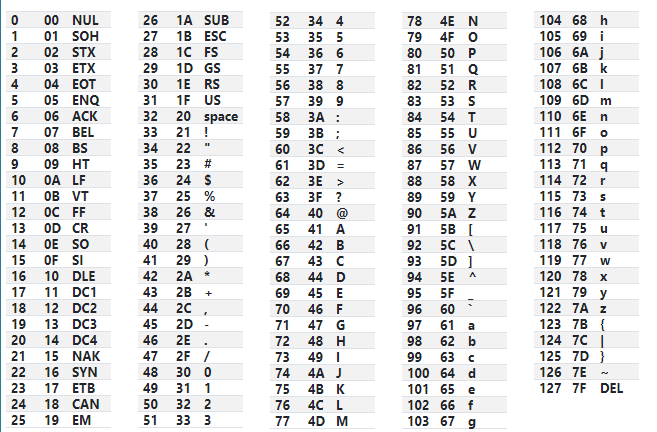 0 00 NUL
1 01 SOH
2 02 STX
3 03 ETX
4 04 EOT
5 05 ENQ
6 06 ACK
7 07 BEL
8 08 BS
9 09 HT
10 0A LF
11 0B VT
12 0C FF
13 0D CR
14 0E SO
15 0F SI
16 10 DLE
17 11 DC1
18 12 DC2
19 13 DC3
20 14 DC4
21 15 NAK
22 16 SYN
23 17 ETB
24 18 CAN
25 19 EM
26 1A SUB
27 1B ESC
28 1C FS
29 1D GS
30 1E RS
31 1F US
32 20 space
33 21 !
34 22 "
35 23 #
36 24 $
37 25 %
38 26 &
39 27 '
40 28 (
41 29 )
42 2A *
43 2B +
44 2C ,
45 2D -
46 2E .
47 2F /
48 30 0
49 31 1
50 32 2
51 33 3
52 34 4
53 35 5
54 36 6
55 37 7
56 38 8
57 39 9
58 3A :
59 3B ;
60 3C <
61 3D =
62 3E >
63 3F ?
64 40 @
65 41 A
66 42 B
67 43 C
68 44 D
69 45 E
70 46 F
71 47 G
72 48 H
73 49 I
74 4A J
75 4B K
76 4C L
77 4D M
78 4E N
79 4F O
80 50 P
81 51 Q
82 52 R
83 53 S
84 54 T
85 55 U
86 56 V
87 57 W
88 58 X
89 59 Y
90 5A Z
91 5B [
92 5C \
93 5D ]
94 5E ^
95 5F _
96 60 `
97 61 a
98 62 b
99 63 c
100 64 d
101 65 e
102 66 f
103 67 g
104 68 h
105 69 i
106 6A j
107 6B k
108 6C l
109 6D m
110 6E n
111 6F o
112 70 p
113 71 q
114 72 r
115 73 s
116 74 t
117 75 u
118 76 v
119 77 w
120 78 x
121 79 y
122 7A z
123 7B {
124 7C |
125 7D }
126 7E ~
127 7F DEL